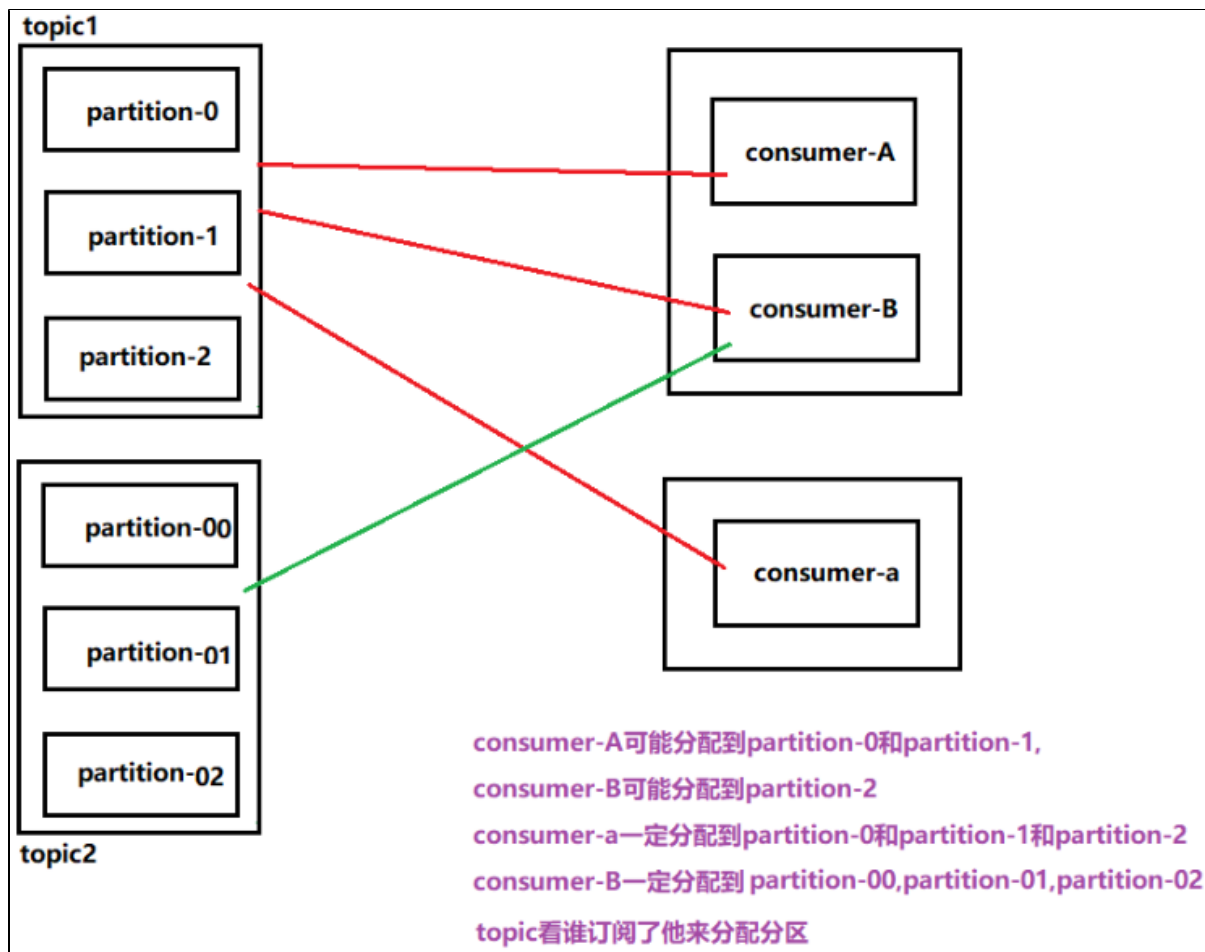 topic1
partition-0
partition-1
partition-2
partition-00
partition-01
partition-02
topic2
consumer-A
consumer-B
consumer-a
consumer-A可能分配到partition-0和partition-1,
consumer-B可能分配到partition-2
consumer-a一定分配到partition-0和partition-1和partition-2
consumer-B一定分配到 partition-00,partition-01,partition-02
topic看谁订阅了他来分配分区